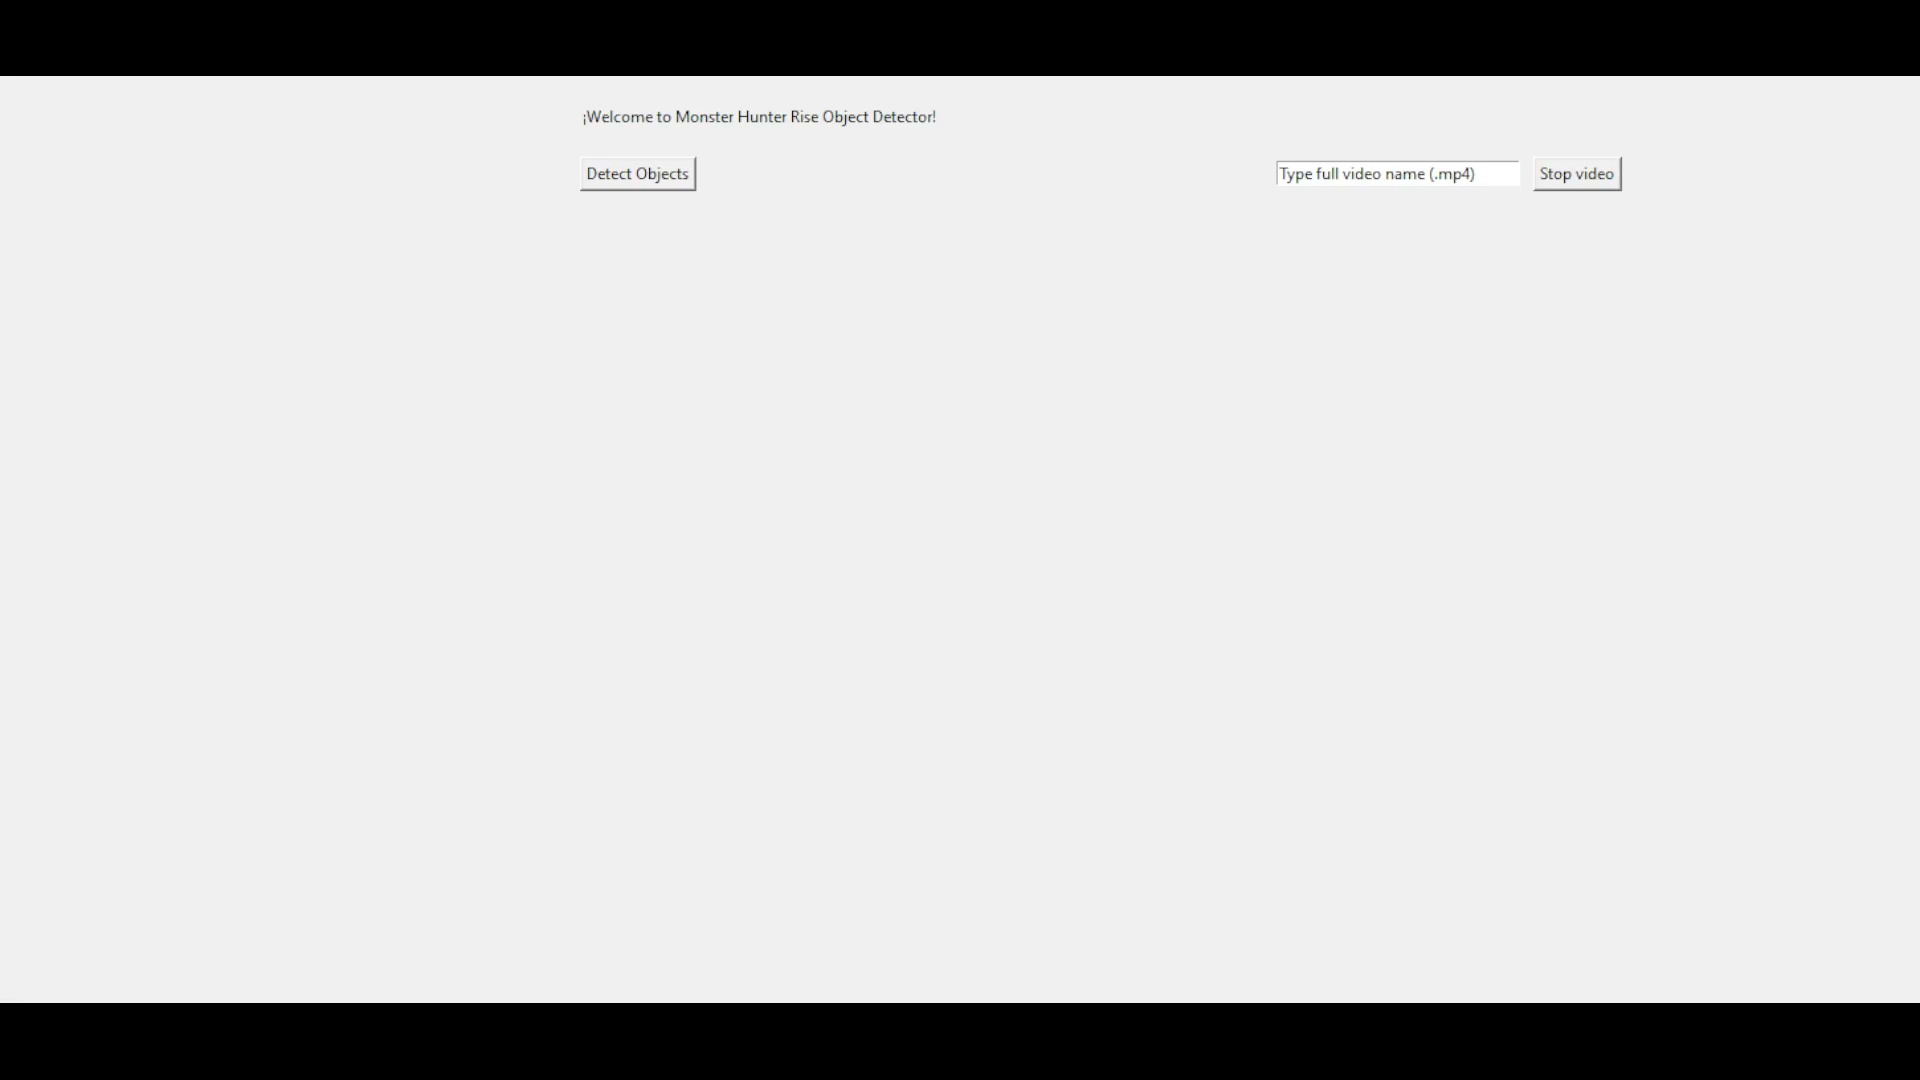 ¡Welcome to Monster Hunter Rise Object Detector!
Detect Objects
Type full video name (.mp4)
Stop video